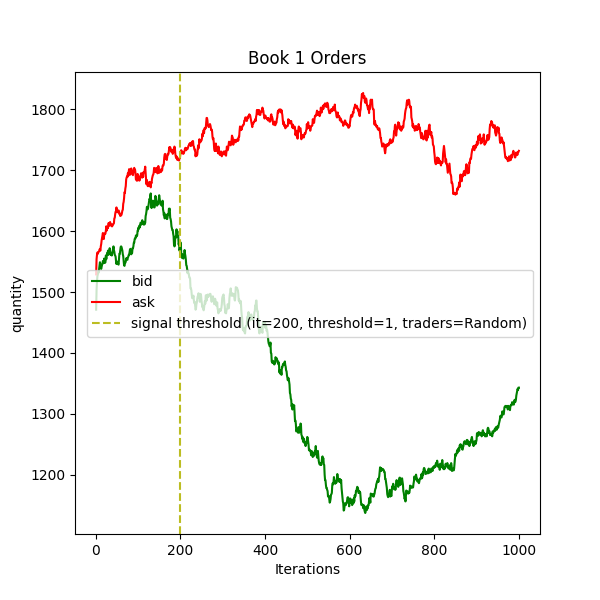 Book 1 Orders
quantity
1800
1700
1600
1500
1400
1300
1200
bid
ask
signal threshold (it=200, threshold=1, traders=Random)
0 200 400 600 800 1000
Iterations